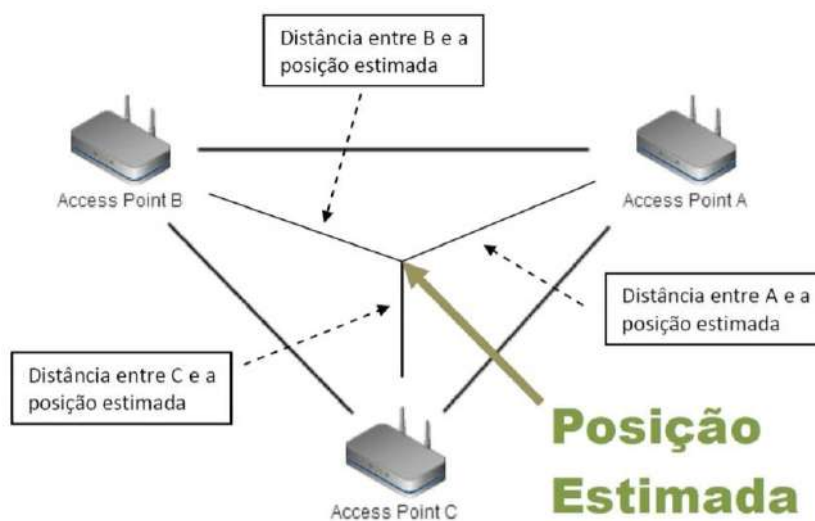 Distância entre B e a
posição estimada
Access Point B
Access Point A
Distância entre A e a
posição estimada
Distância entre C e a
posição estimada
Posição
Estimada
Access Point C